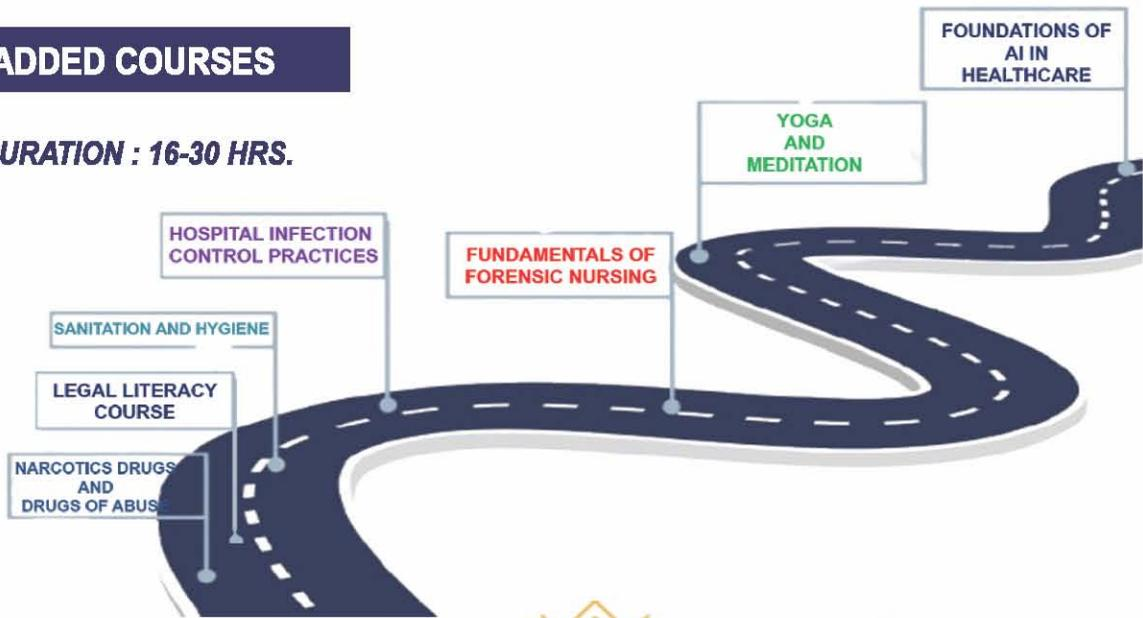 ADDED COURSES
URATION : 16-30 HRS.
FOUNDATIONS OF
AI IN
HEALTHCARE
YOGA
AND
MEDITATION
HOSPITAL INFECTION
CONTROL PRACTICES
FUNDAMENTALS OF
FORENSIC NURSING
SANITATION AND HYGIENE
LEGAL LITERACY
COURSE
NARCOTICS DRUGS
AND
DRUGS OF ABUSE